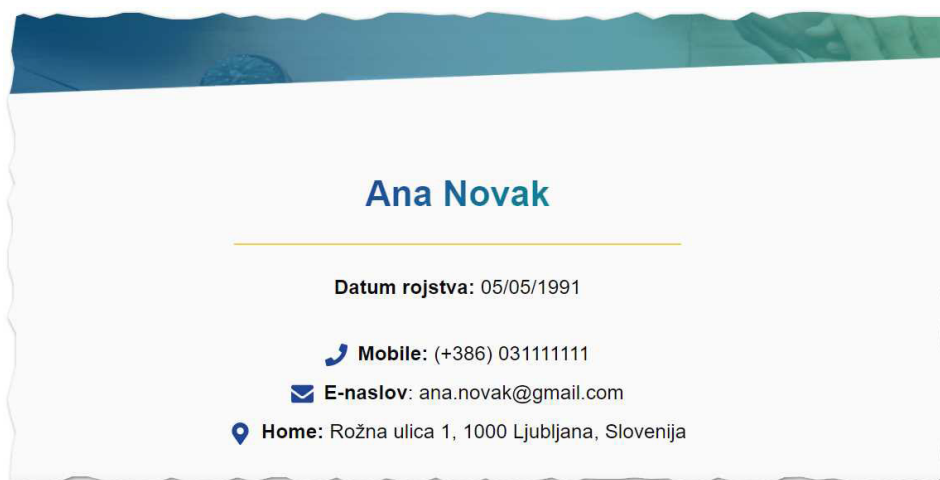 Ana Novak
Datum rojstva: 05/05/1991
Mobile: (+386) 031111111
E-naslov: ana.novak@gmail.com
Home: Rožna ulica 1, 1000 Ljubljana, Slovenija